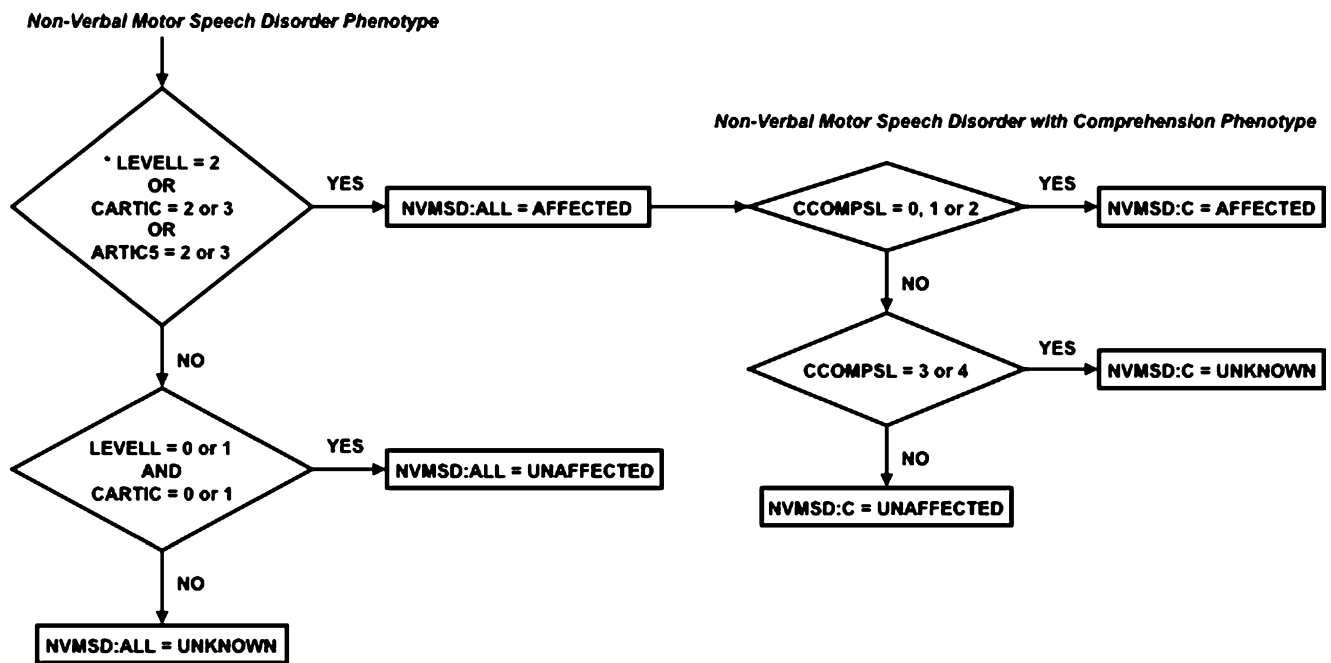 Non-Verbal Motor Speech Disorder Phenotype
* LEVELL = 2
OR
CARTIC = 2 or 3
OR
ARTIC5 = 2 or 3
YES
NVMSD:ALL = AFFECTED
NO
LEVELL = 0 or 1
AND
CARTIC = 0 or 1
YES
NVMSD:ALL = UNAFFECTED
NO
NVMSD:ALL = UNKNOWN
Non-Verbal Motor Speech Disorder with Comprehension Phenotype
CCOMPSL = 0, 1 or 2
YES
NVMSD:C = AFFECTED
NO
CCOMPSL = 3 or 4
YES
NVMSD:C = UNKNOWN
NO
NVMSD:C = UNAFFECTED